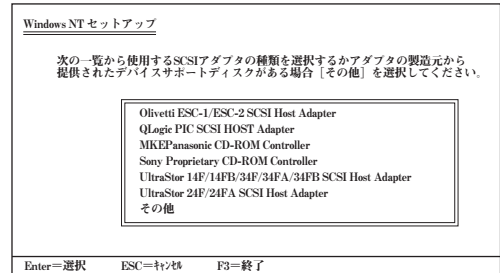 Windows NT セットアップ
次の一覧から使用するSCSIアダプタの種類を選択するかアダプタの製造元から
提供されたデバイスサポートディスクがある場合［その他］を選択してください。
Olivetti ESC-1/ESC-2 SCSI Host Adapter
QLogic PIC SCSI HOST Adapter
MKEPanasonic CD-ROM Controller
Sony Proprietary CD-ROM Controller
UltraStor 14F/14FB/34F/34FA/34FB SCSI Host Adapter
UltraStor 24F/24FA SCSI Host Adapter
その他
Enter＝選択 ESC＝ｷｬﾝｾﾙ F3＝終了